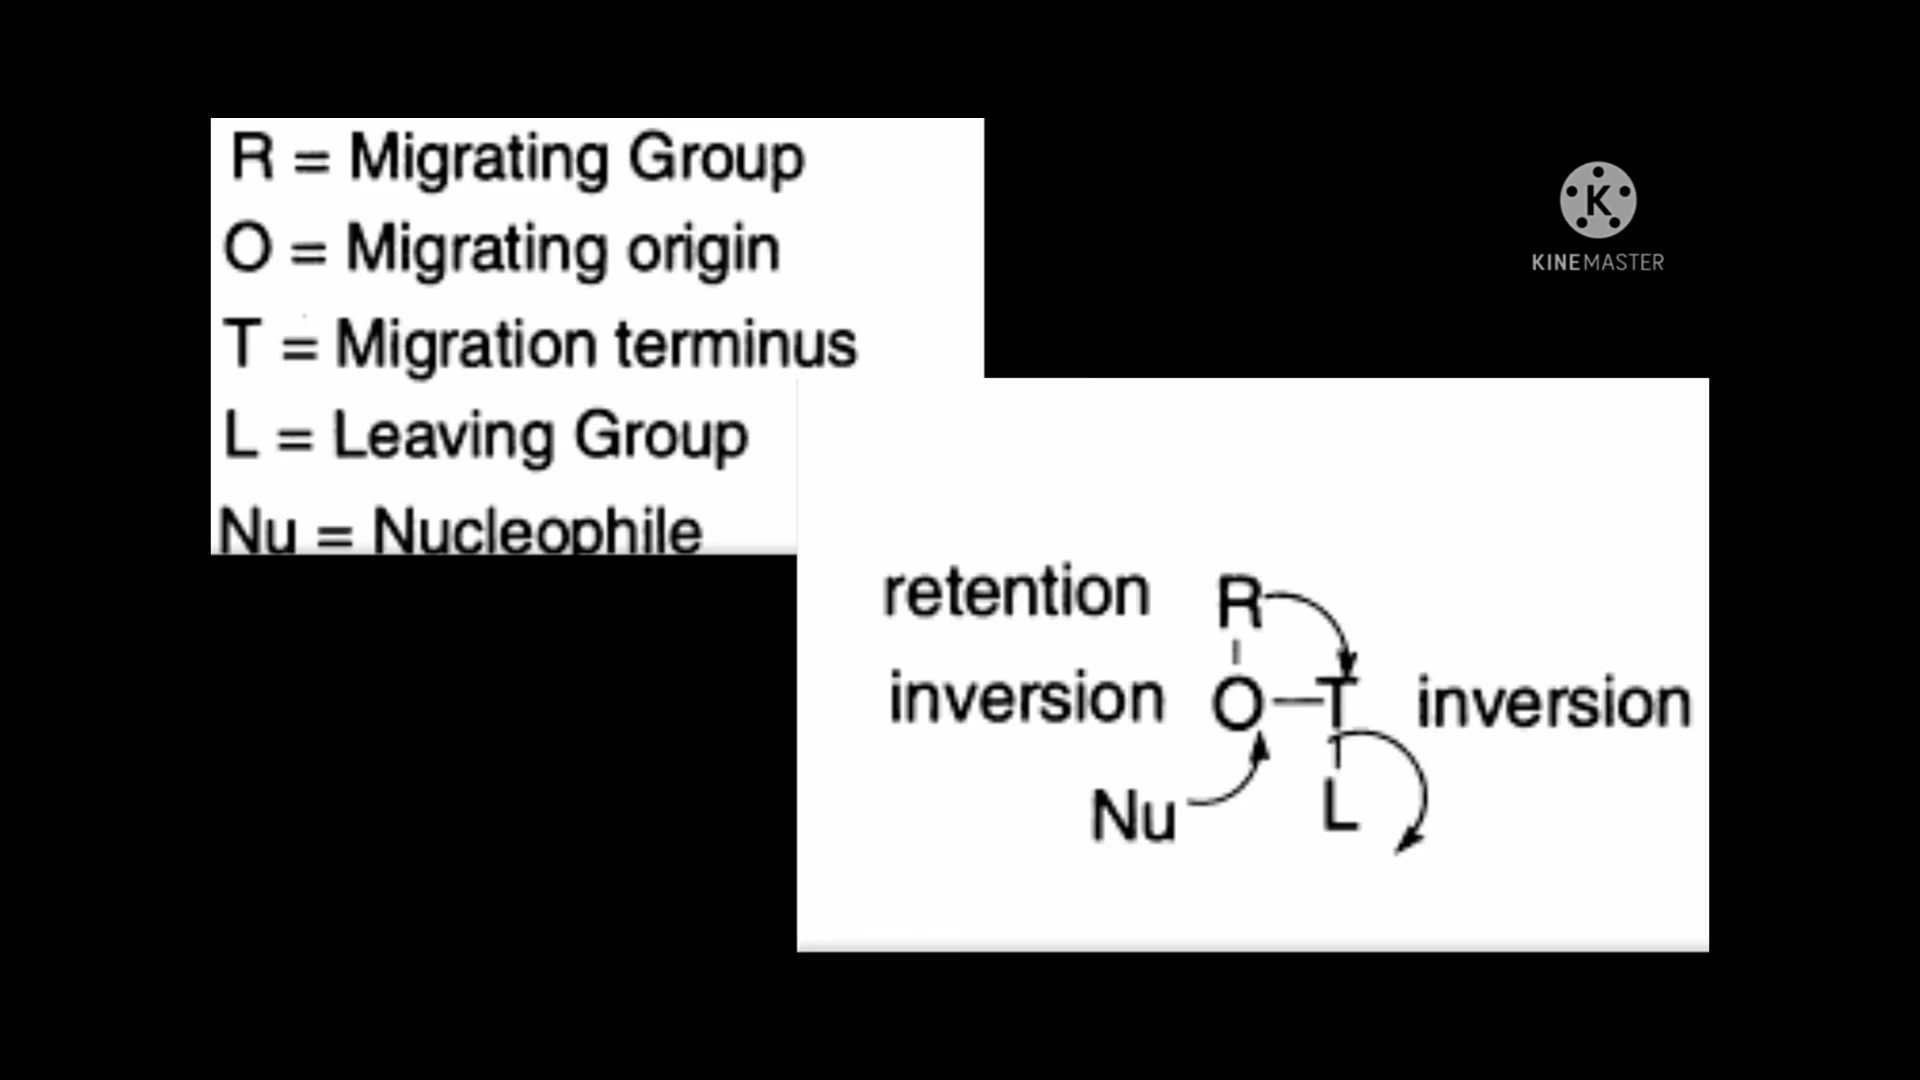 R = Migrating Group
O = Migrating origin
T = Migration terminus
L = Leaving Group
Nu = Nucleophile
K
KINEMASTER
retention R
inversion O–T inversion
Nu L